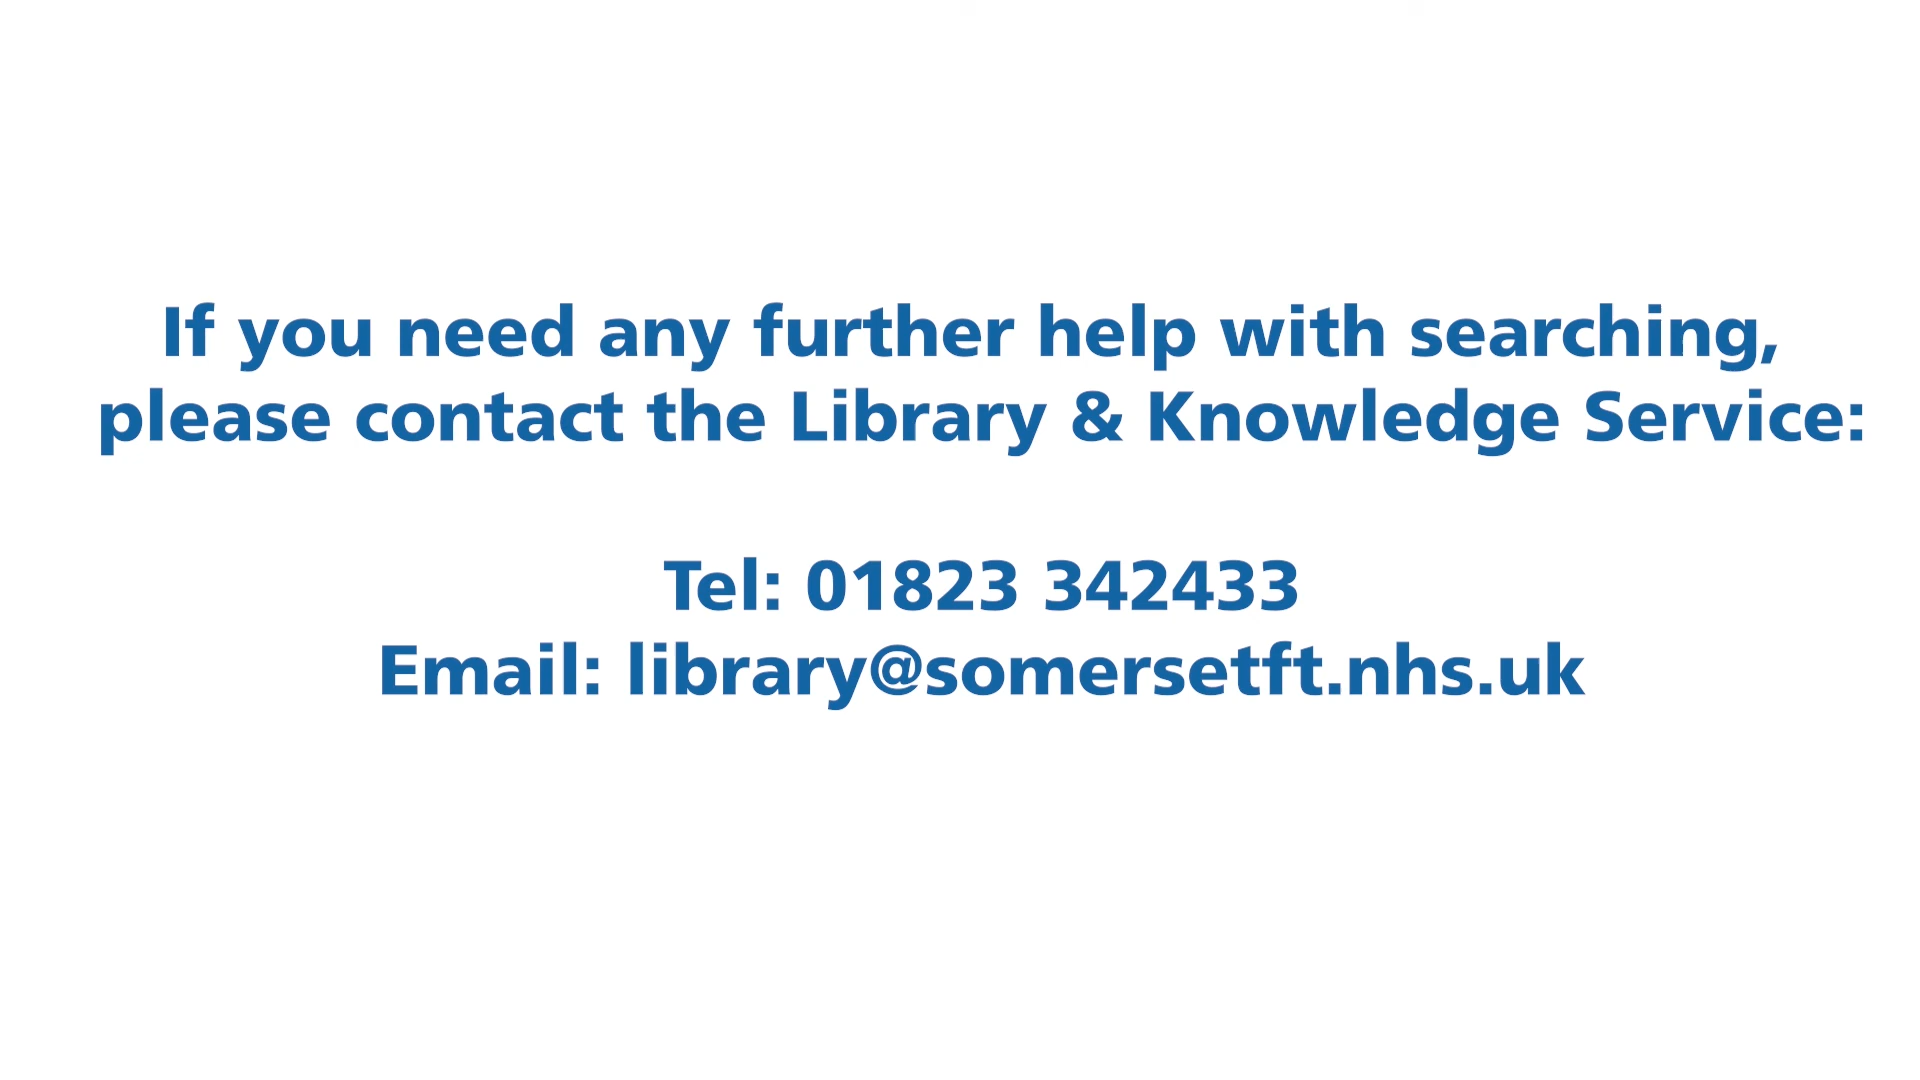 If you need any further help with searching,
please contact the Library & Knowledge Service:
Tel: 01823 342433
Email: library@somersetft.nhs.uk